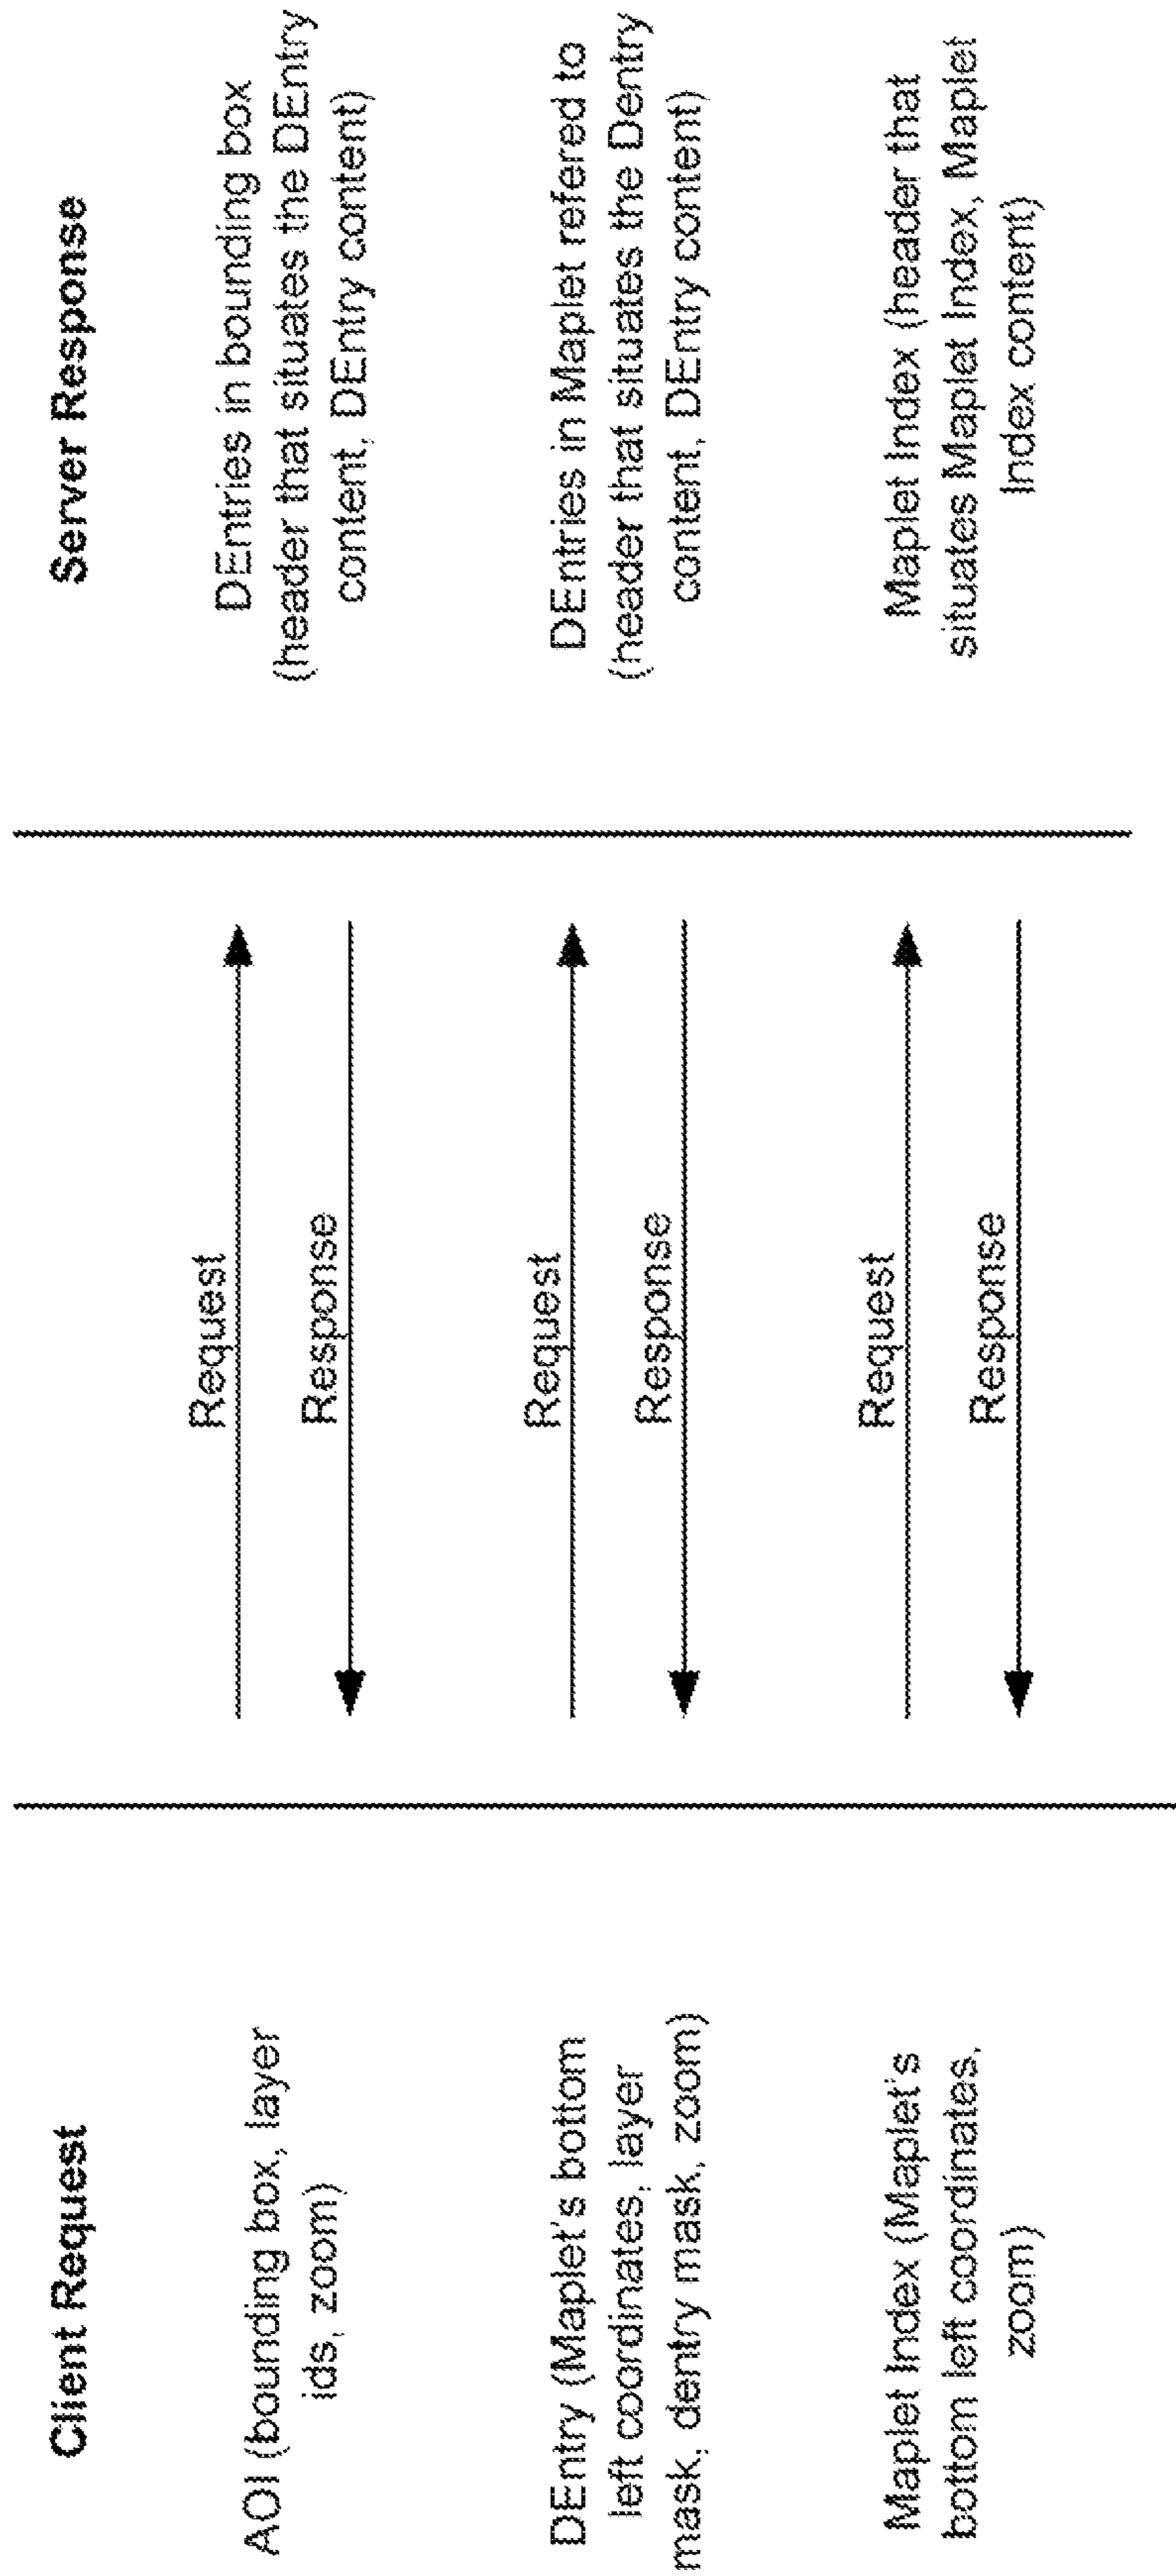 Client Request
Server Response
AOI (bounding box, layer
ids, zoom)
Request
Response
DEntries in bounding box
(header that situates the DEntry
content, DEntry content)
DEntry (Maplet's bottom
left coordinates, layer
mask, dentry mask, zoom)
Request
Response
DEntries in Maplet refered to
(header that situates the Dentry
content, DEntry content)
Maplet Index (Maplet's
bottom left coordinates,
zoom)
Request
Response
Maplet Index (header that
situates Maplet Index, Maplet
Index content)